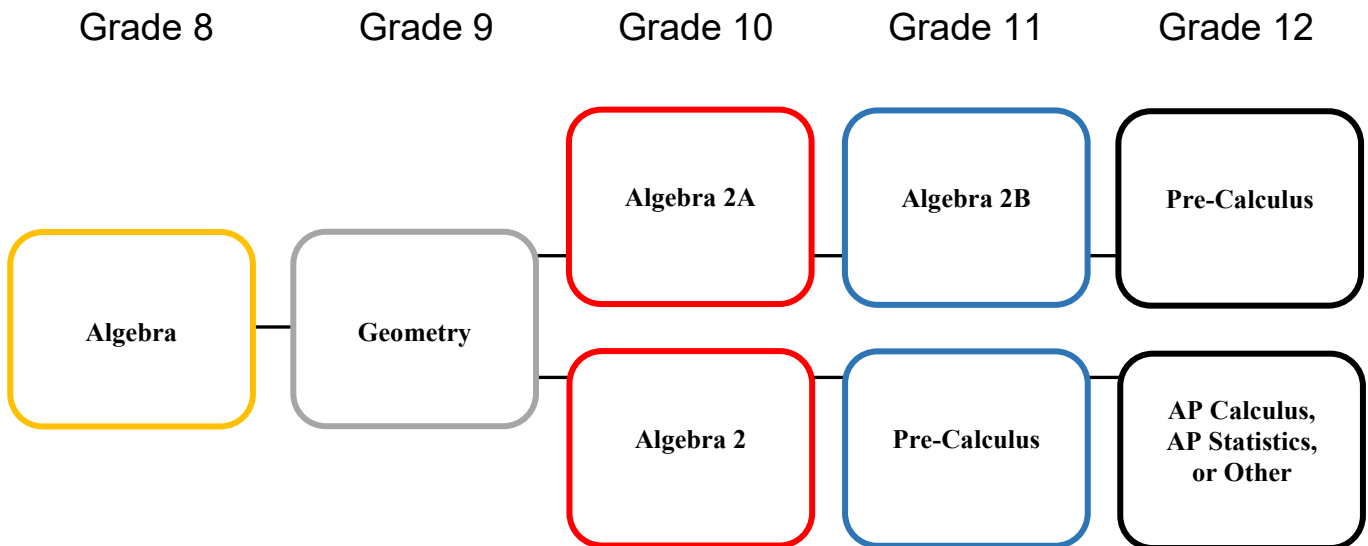 Grade 8 Grade 9 Grade 10 Grade 11 Grade 12
Algebra 2A Algebra 2B Pre-Calculus
Algebra Geometry
Algebra 2 Pre-Calculus AP Calculus,
AP Statistics,
or Other